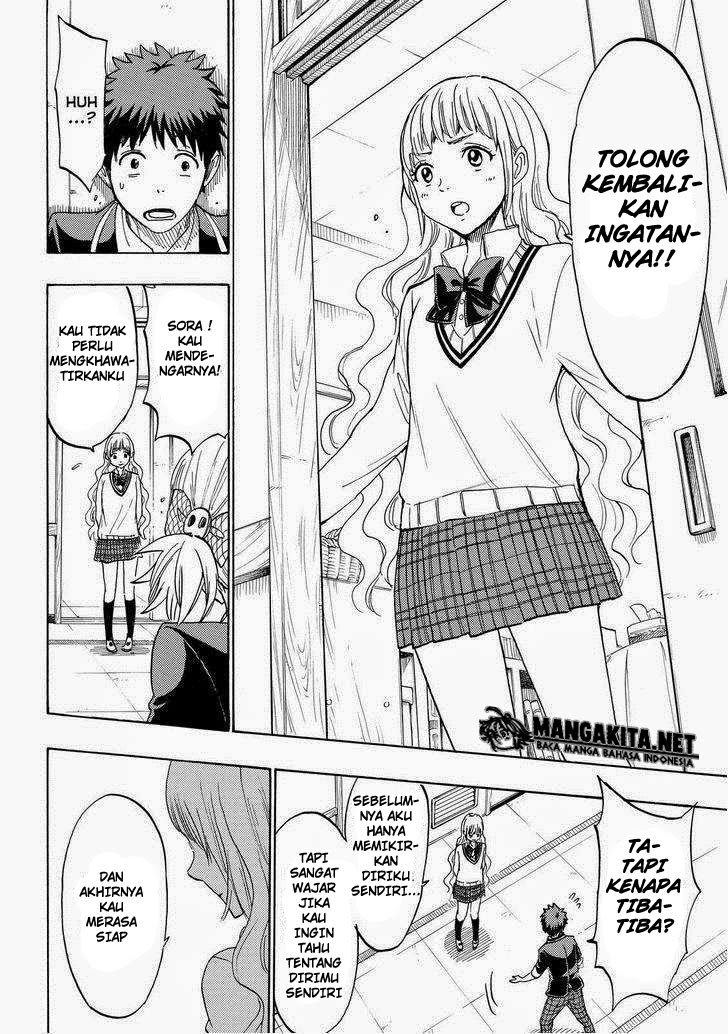 TOLONG
KEMBALI-
KAN
INGATAN-
NYA!!
HUH
...?
SORA !
KAU
MENDE-
NGARNYA!
KAU TIDAK
PERLU
MENGKHAWA-
TIRKANKU
MANGAKITA.NET
BACA MANGA BAHASA INDONESIA
TA-
TAPI
KENAPA
TIBA-
TIBA?
SEBELUM-
NYA AKU
HANYA
MEMIKIR-
KAN
DIRIKU
SENDIRI...
TAPI
SANGAT
WAJAR
JIKA
KAU
INGIN
TAHU
TENTANG
DIRIMU
SENDIRI
DAN
AKHIRNYA
KAU
MERASA
SIAP